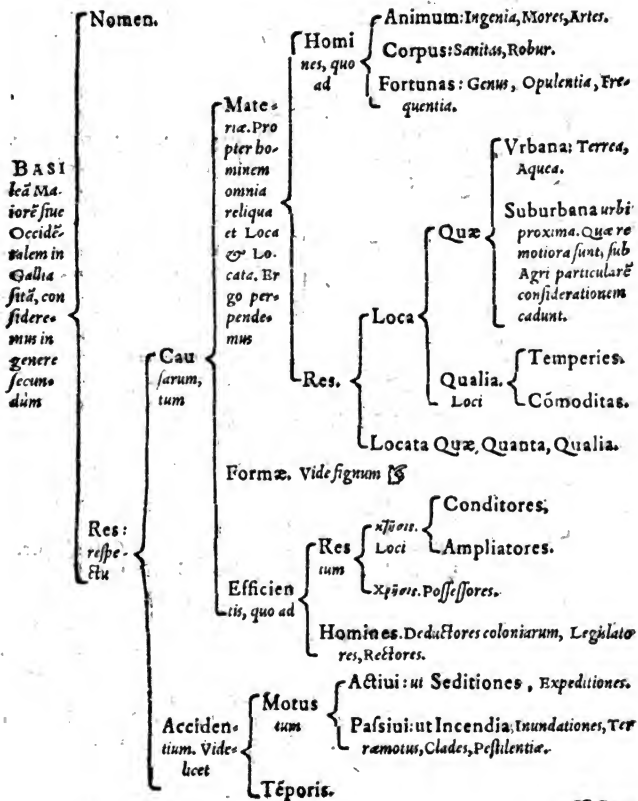 BASI
leā Ma-
iorē siue
Occidē-
talem in
Gallia
sitā, con
sidere-
mus in
genere
secun-
dùm
Nomen.
Res:
respe-
ctu
Cau
sarum,
tum
Mate-
riæ. Pro
pter ho-
minem
omnia
reliqua
et Loca
& Lo-
cata. Er
go per-
pende-
mus
Homi
nes, quo
ad
Animum: Ingenia, Mores, Artes.
Corpus: Sanitas, Robur.
Fortunas: Genus, Opulentia, Fre-
quentia.
Res.
Loca
Quæ
Vrbana: Terrea,
Aquea.
Suburbana urbi
proxima. Quæ re
motiora sunt, sub
Agri particularē
considerationem
cadunt.
Qualia.
Loci
Temperies.
Cōmoditas.
Locata Quæ, Quanta, Qualia.
Formæ. Vide signum
Efficien
tis, quo ad
Res
tum
κτῆσις.
Loci
Conditores,
Ampliatores.
Χρῆσις. Possessores.
Homines. Deductores coloniarum, Legislato
res, Rectores.
Acciden-
tium. Vide-
licet
Motus
tum
Actiui: ut Seditiones, Expeditiones.
Passiui: ut Incendia, Inundationes, Ter
ræmotus, Clades, Pestilentiæ.
Tēporis.